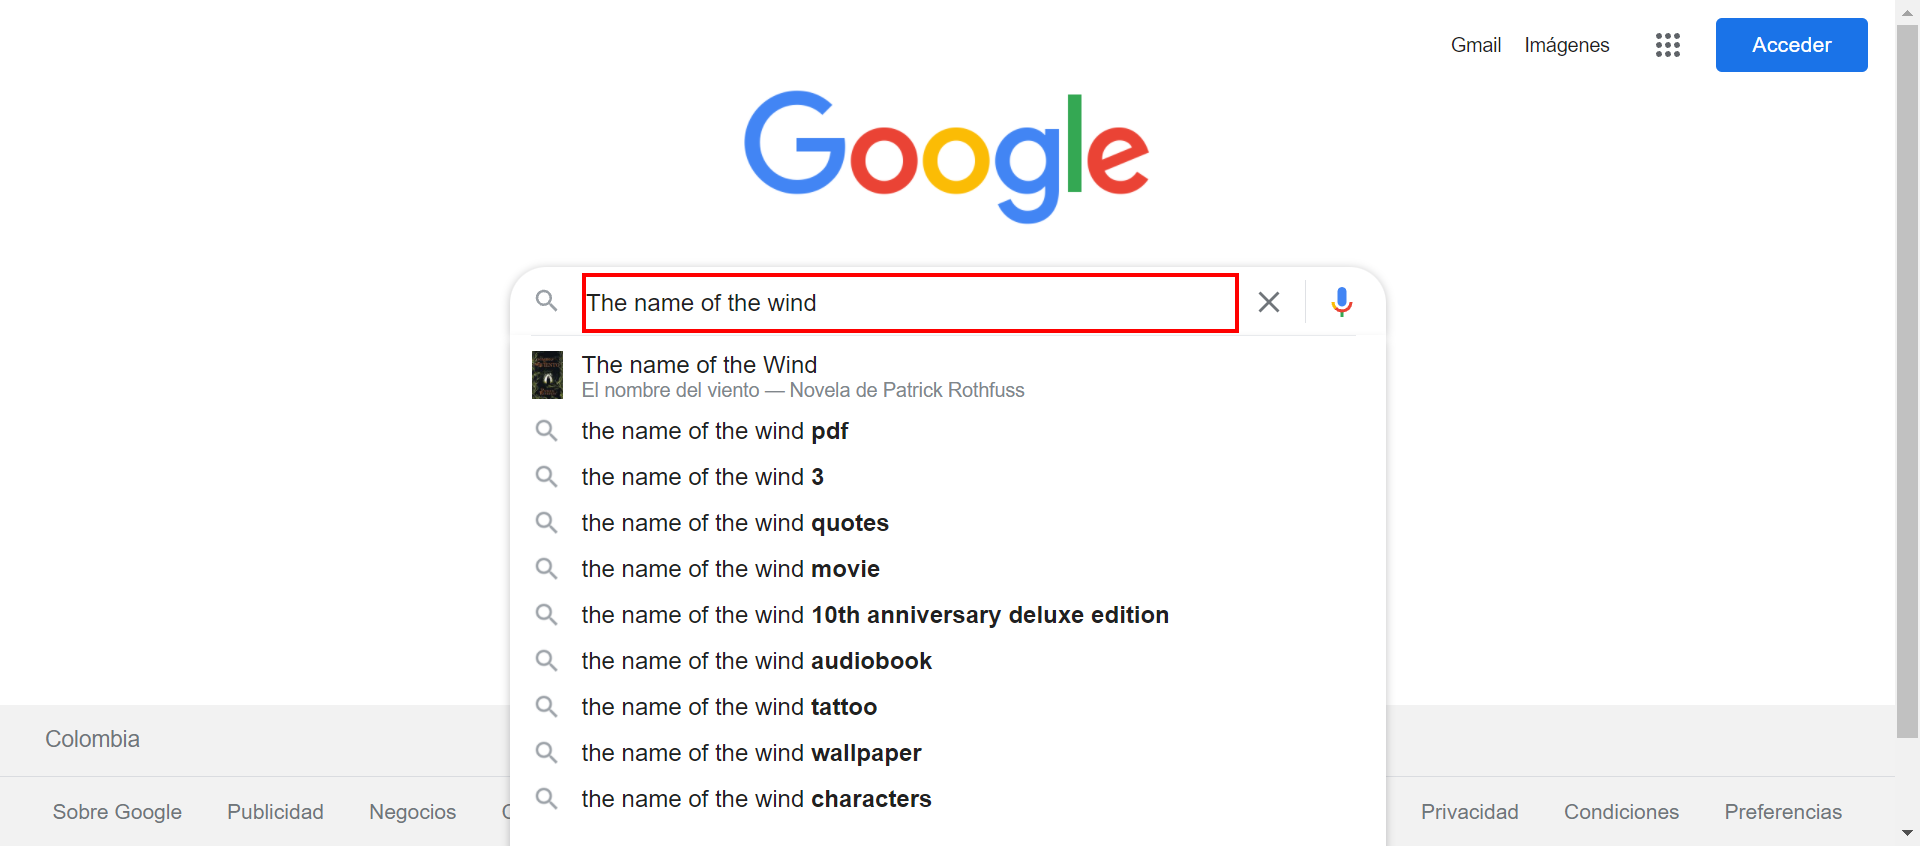 Gmail Imágenes Acceder
Google
The name of the wind
The name of the Wind
El nombre del viento — Novela de Patrick Rothfuss
the name of the wind pdf
the name of the wind 3
the name of the wind quotes
the name of the wind movie
the name of the wind 10th anniversary deluxe edition
the name of the wind audiobook
the name of the wind tattoo
the name of the wind wallpaper
the name of the wind characters
Colombia
Sobre Google Publicidad Negocios Privacidad Condiciones Preferencias